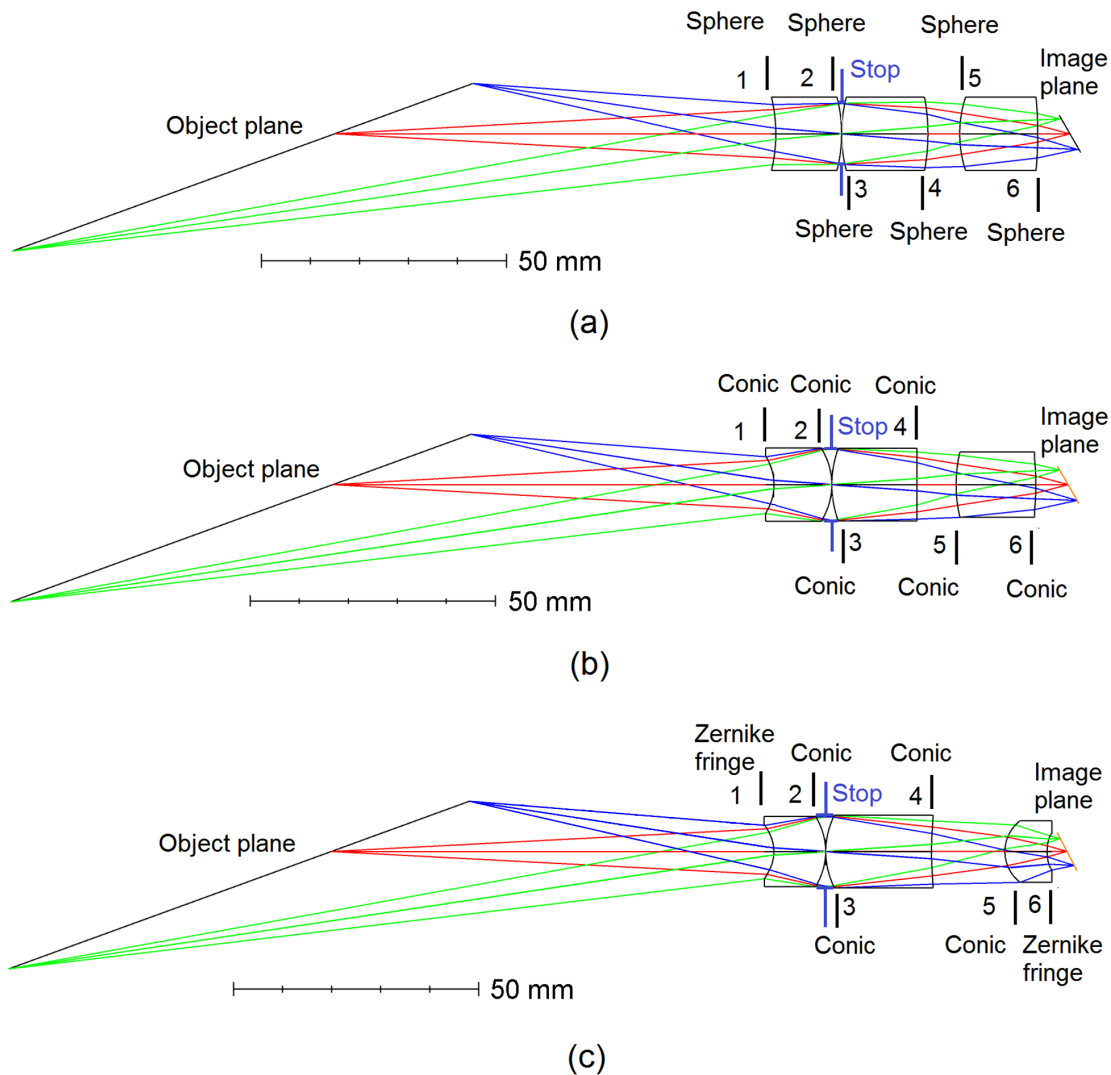 Sphere Sphere Sphere
1 2 Stop 5 Image
plane
Object plane
3 4 6
Sphere Sphere Sphere
50 mm
(a)
Conic Conic Conic
1 2 Stop 4 Image
plane
Object plane
3 5 6
Conic Conic Conic
50 mm
(b)
Zernike
fringe Conic Conic
1 2 Stop 4 Image
plane
Object plane
3 5 6
Conic Conic Zernike
fringe
50 mm
(c)